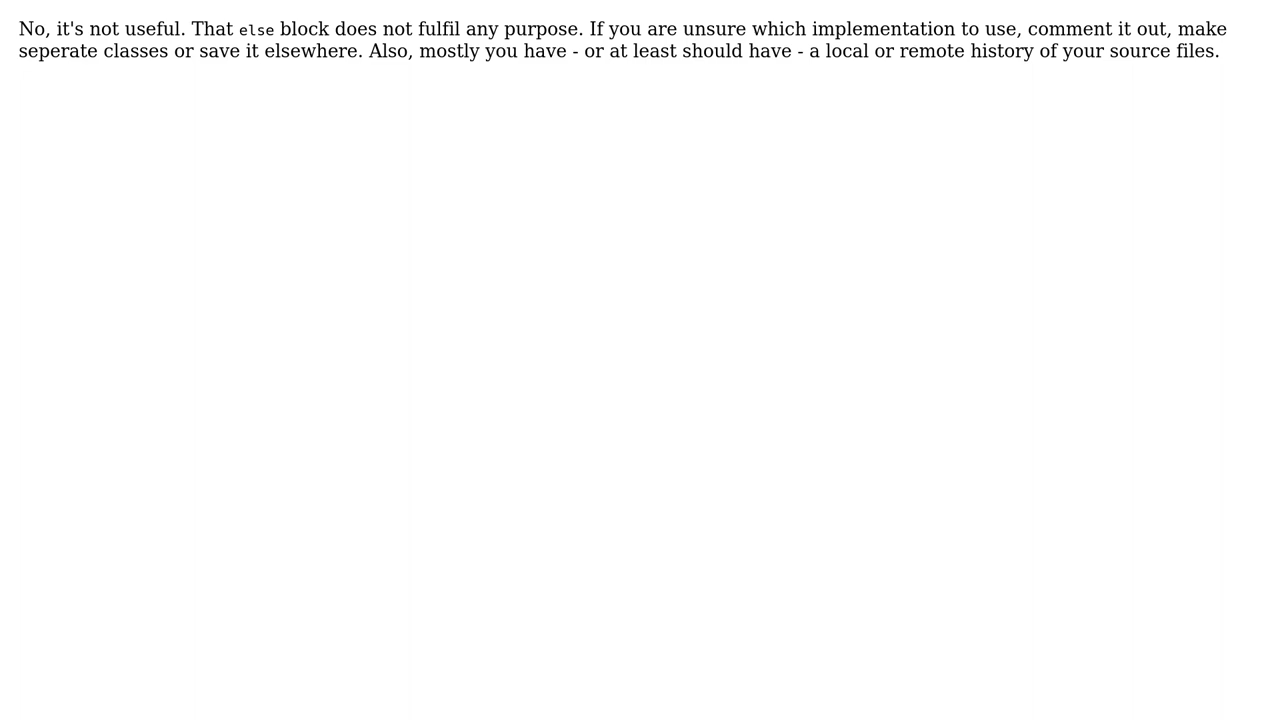 No, it's not useful. That else block does not fulfil any purpose. If you are unsure which implementation to use, comment it out, make
seperate classes or save it elsewhere. Also, mostly you have - or at least should have - a local or remote history of your source files.